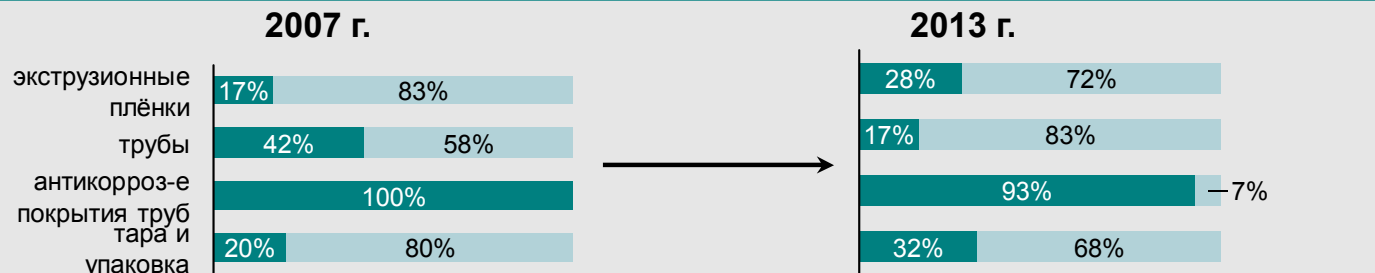 2007 г.
2013 г.
экструзионные
плёнки
17%
83%
28%
72%
трубы
42%
58%
17%
83%
антикорроз-е
покрытия труб
100%
93%
7%
тара и
упаковка
20%
80%
32%
68%